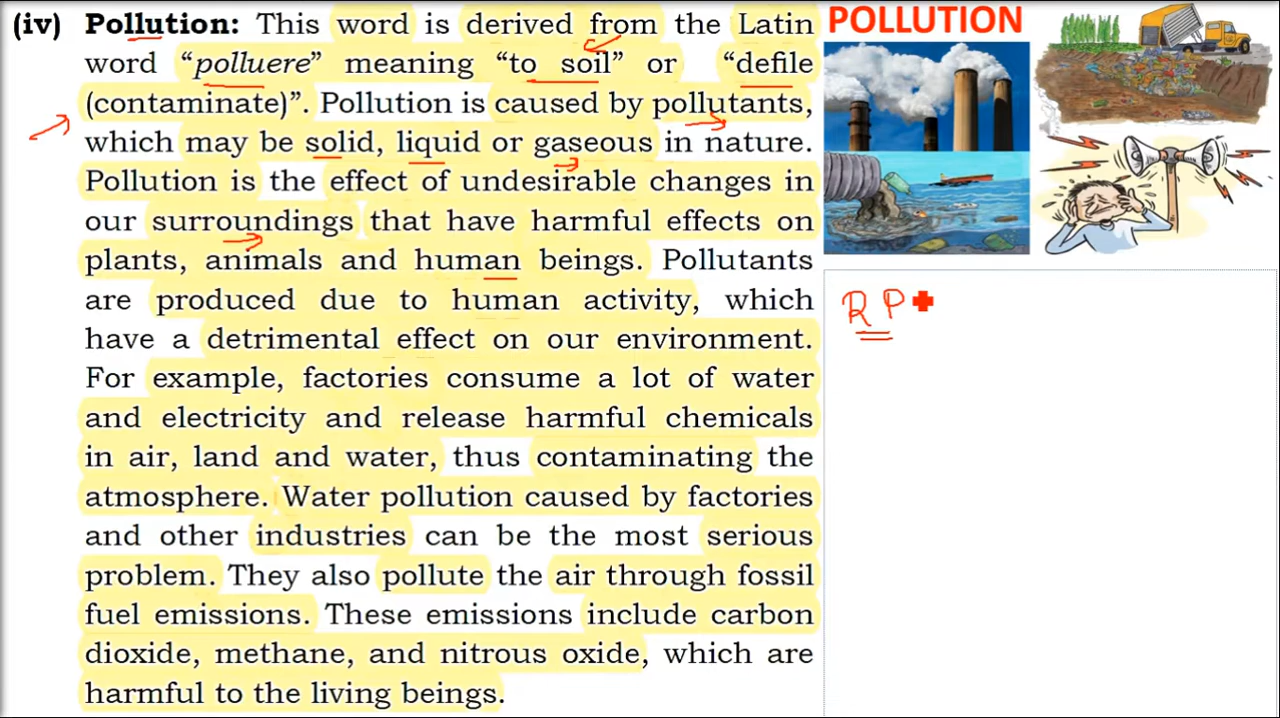 (iv) Pollution: This word is derived from the Latin
word “polluere” meaning “to soil” or “defile
(contaminate)”. Pollution is caused by pollutants,
which may be solid, liquid or gaseous in nature.
Pollution is the effect of undesirable changes in
our surroundings that have harmful effects on
plants, animals and human beings. Pollutants
are produced due to human activity, which
have a detrimental effect on our environment.
For example, factories consume a lot of water
and electricity and release harmful chemicals
in air, land and water, thus contaminating the
atmosphere. Water pollution caused by factories
and other industries can be the most serious
problem. They also pollute the air through fossil
fuel emissions. These emissions include carbon
dioxide, methane, and nitrous oxide, which are
harmful to the living beings.
POLLUTION
RP